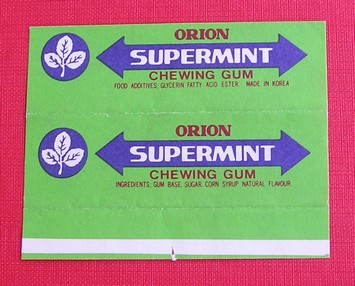 ORION
SUPERMINT
CHEWING GUM
FOOD ADDITIVES, GLYCERIN FATTY ACID ESTER. MADE IN KOREA
ORION
SUPERMINT
CHEWING GUM
INGREDIENTS, GUM BASE, SUGAR, CORN SYRUP, NATURAL FLAVOUR